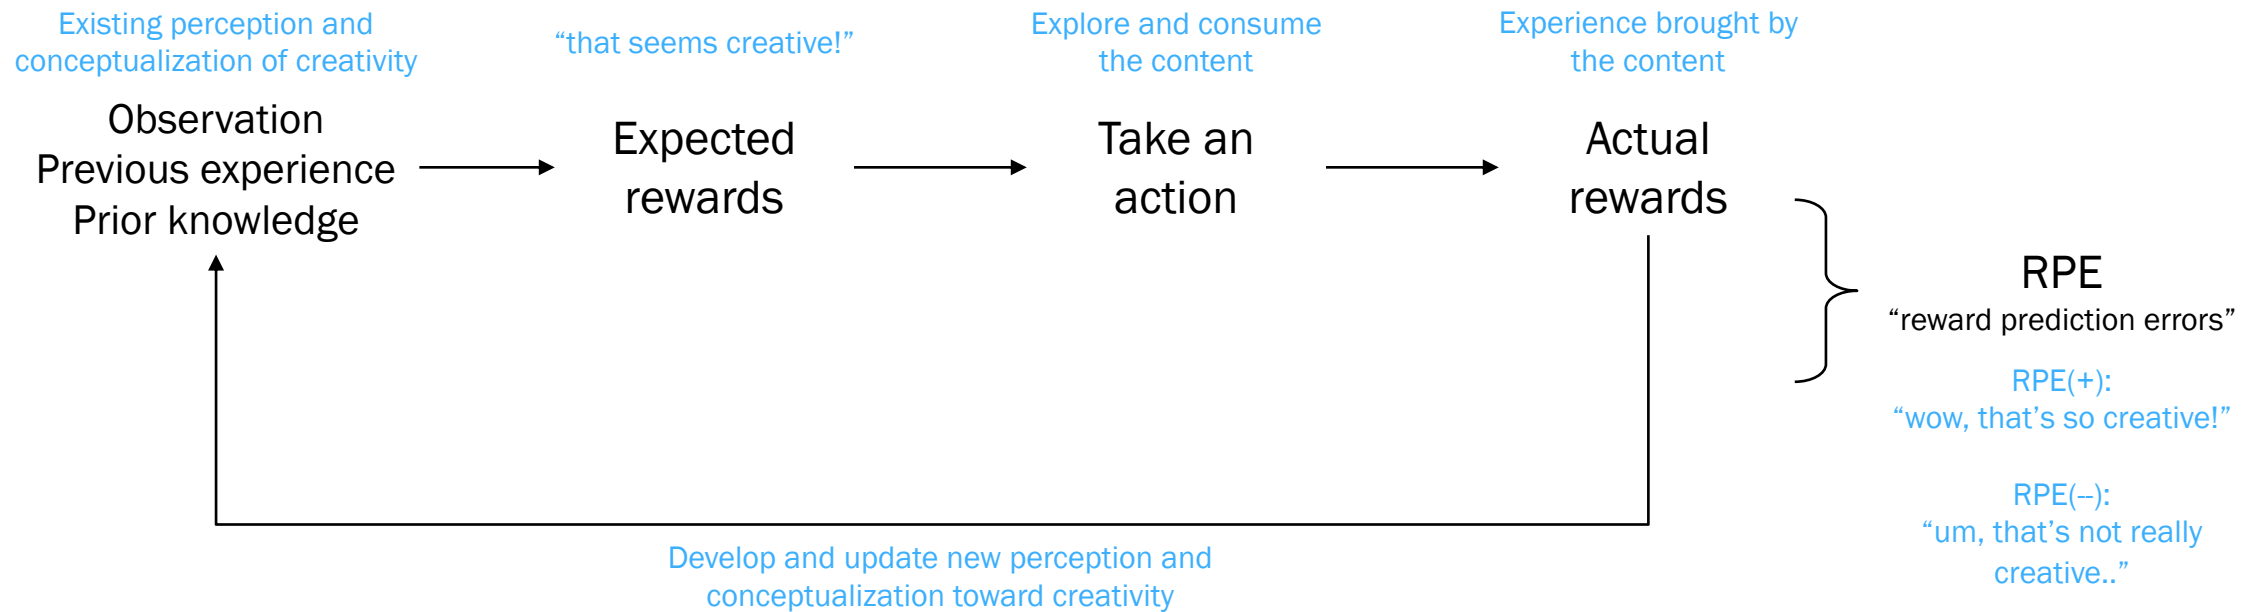 Existing perception and
conceptualization of creativity
Observation
Previous experience
Prior knowledge
“that seems creative!”
Expected
rewards
Explore and consume
the content
Take an
action
Experience brought by
the content
Actual
rewards
RPE
“reward prediction errors”
RPE(+):
“wow, that’s so creative!”
RPE(--):
“um, that’s not really
creative..”
Develop and update new perception and
conceptualization toward creativity